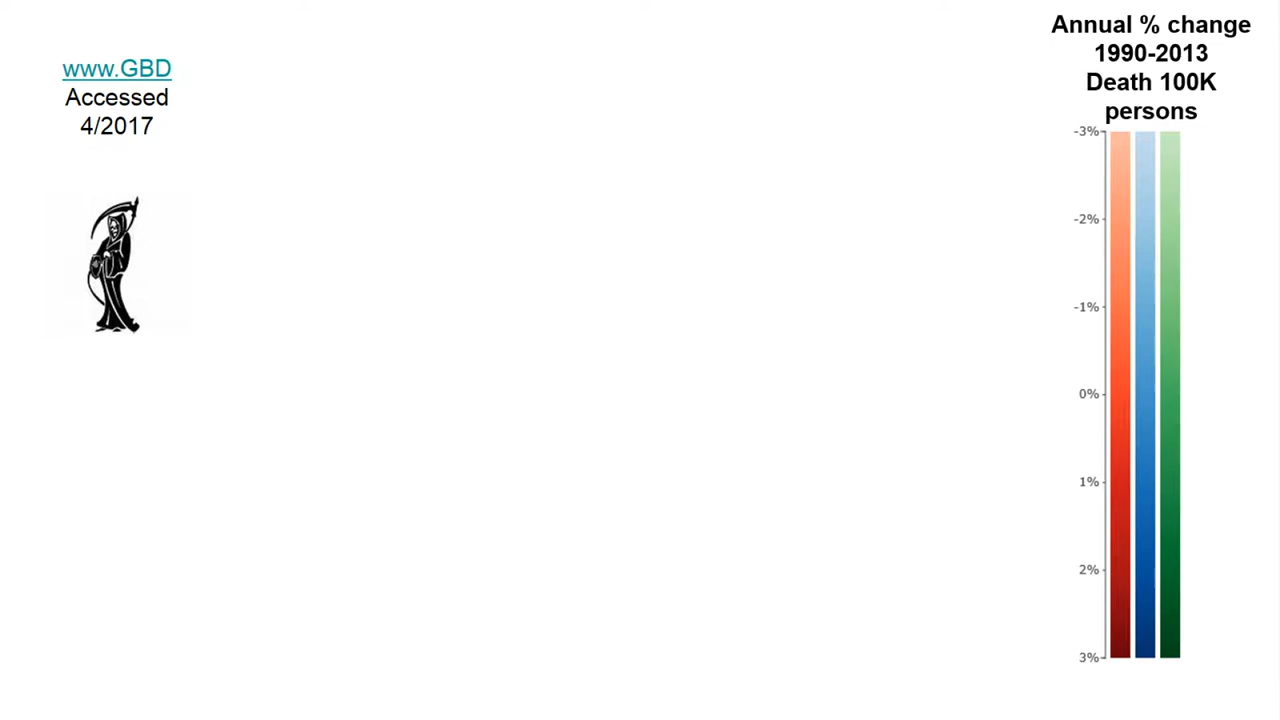 www.GBD
Accessed
4/2017
Annual % change
1990-2013
Death 100K
persons
-3%
-2%
-1%
0%
1%
2%
3%